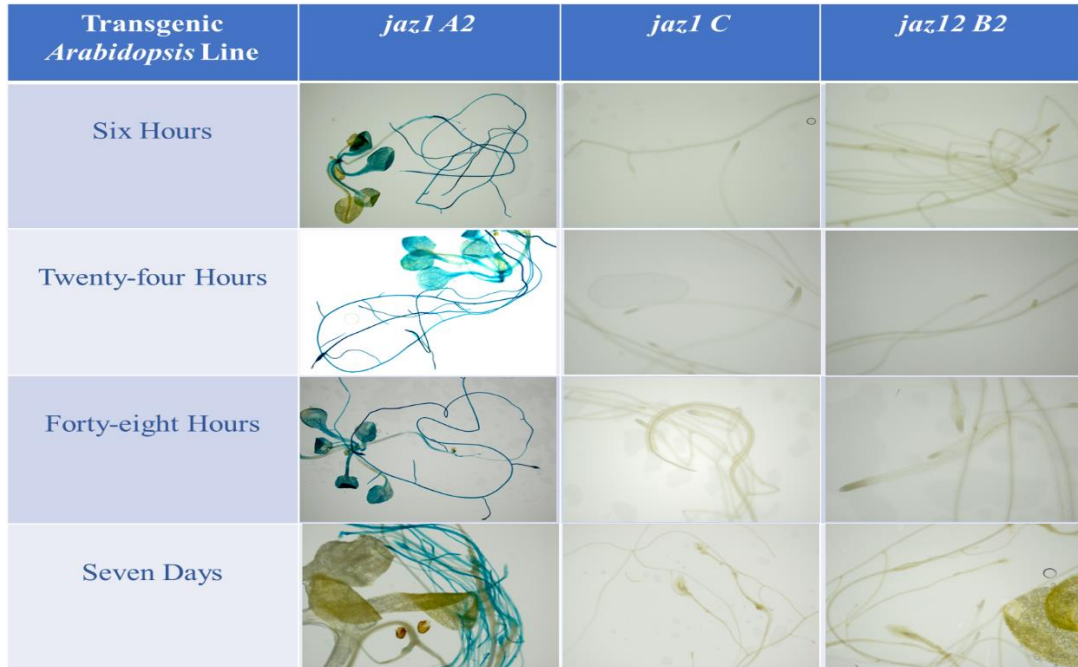 Transgenic
Arabidopsis Line
jaz1 A2
jaz1 C
jaz12 B2
Six Hours
Twenty-four Hours
Forty-eight Hours
Seven Days